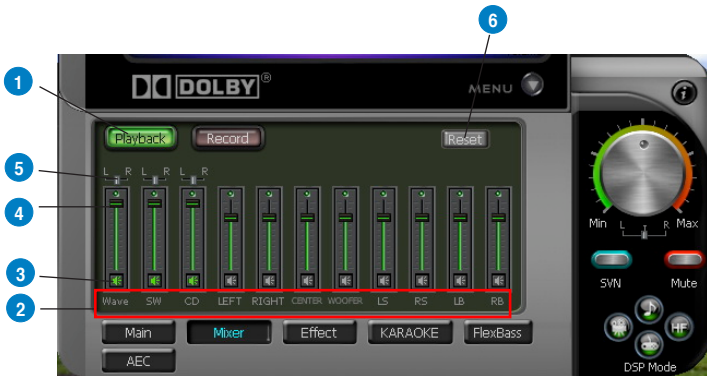 6
1
DOLBY®
MENU
Playback
Record
Reset
5
L R L R L R
4
Min L R Max
3
SVN Mute
2
Wave SW CD LEFT RIGHT CENTER WOOFER LS RS LB RB
Main Mixer Effect KARAOKE FlexBass
HF
AEC
DSP Mode